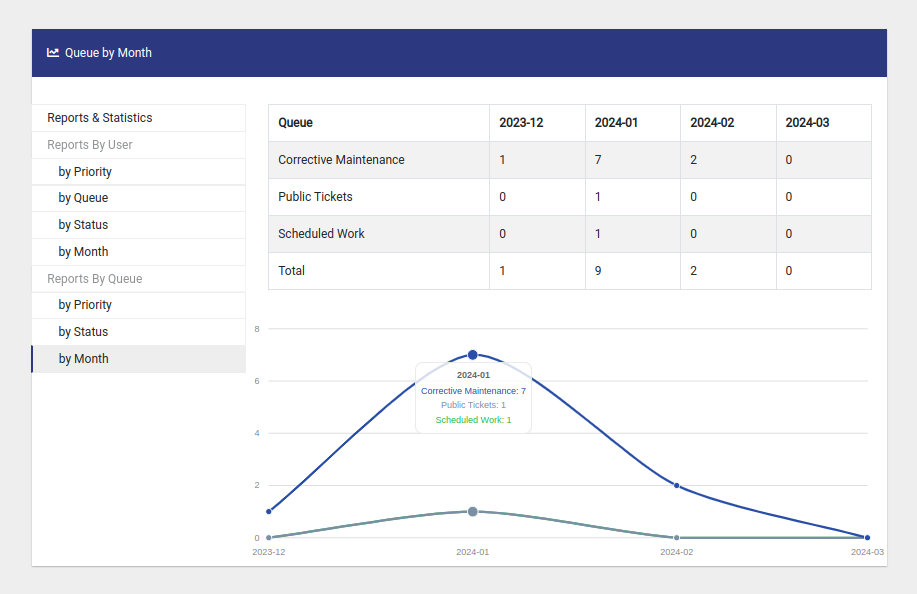 Queue by Month
Reports & Statistics
Reports By User
by Priority
by Queue
by Status
by Month
Reports By Queue
by Priority
by Status
by Month
Queue 2023-12 2024-01 2024-02 2024-03
Corrective Maintenance 1 7 2 0
Public Tickets 0 1 0 0
Scheduled Work 0 1 0 0
Total 1 9 2 0
8
6
4
2
0
2024-01
Corrective Maintenance: 7
Public Tickets: 1
Scheduled Work: 1
2023-12 2024-01 2024-02 2024-03